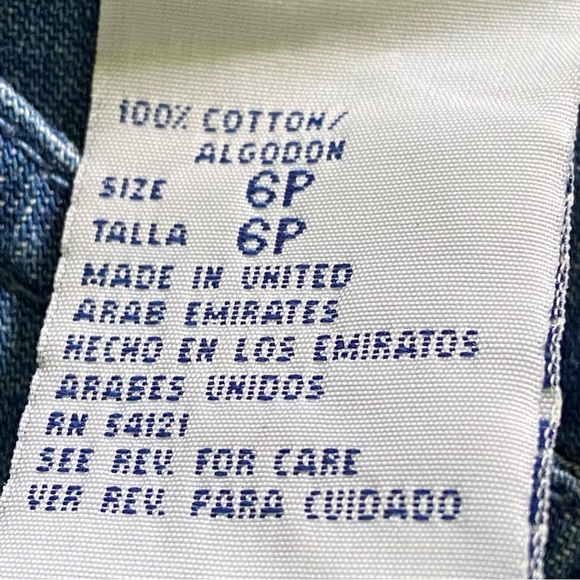 100% COTTON/
ALGODON
SIZE 6P
TALLA 6P
MADE IN UNITED
ARAB EMIRATES
HECHO EN LOS EMIRATOS
ARABES UNIDOS
RN 54121
SEE REV. FOR CARE
VER REV. PARA CUIDADO